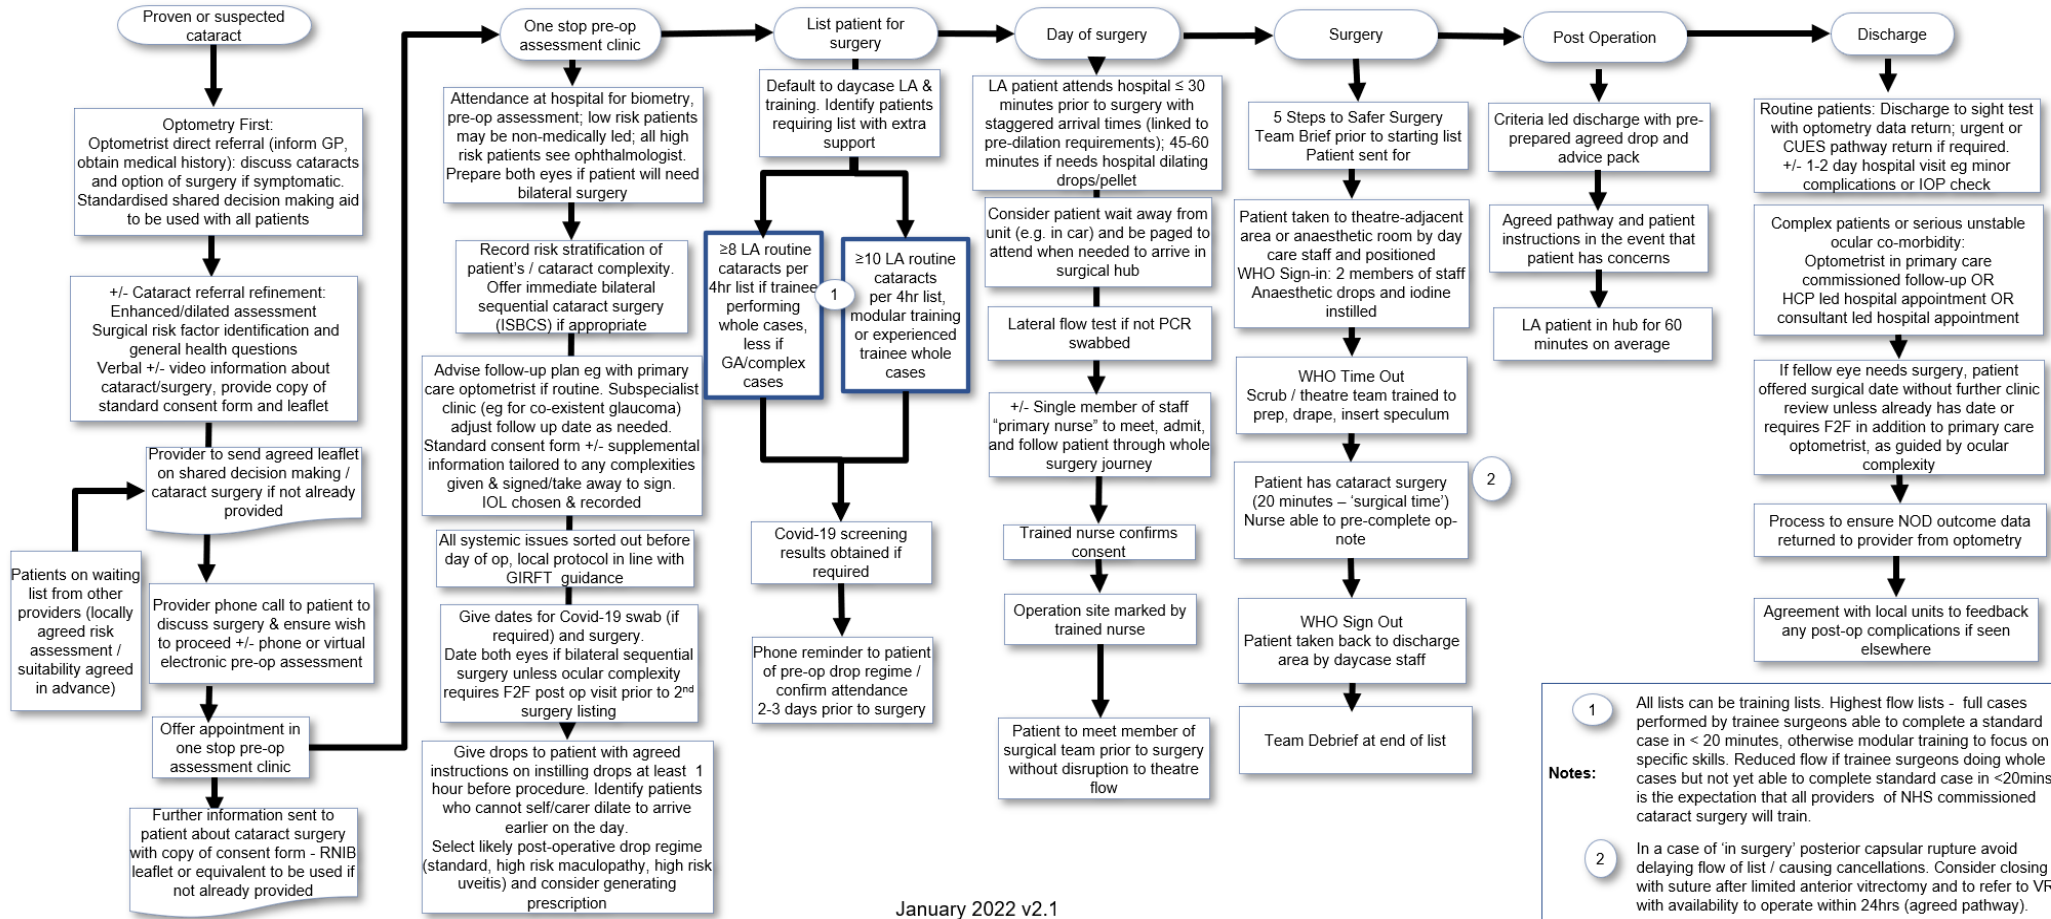 Proven or suspected
cataract
Optometry First:
Optometrist direct referral (inform GP,
obtain medical history): discuss cataracts
and option of surgery if symptomatic.
Standardised shared decision making aid
to be used with all patients
+/- Cataract referral refinement:
Enhanced/dilated assessment
Surgical risk factor identification and
general health questions
Verbal +/- video information about
cataract/surgery, provide copy of
standard consent form and leaflet
Provider to send agreed leaflet
on shared decision making /
cataract surgery if not already
provided
Patients on waiting
list from other
providers (locally
agreed risk
assessment /
suitability agreed
in advance)
Provider phone call to patient to
discuss surgery & ensure wish
to proceed +/- phone or virtual
electronic pre-op assessment
Offer appointment in
one stop pre-op
assessment clinic
Further information sent to
patient about cataract surgery
with copy of consent form - RNIB
leaflet or equivalent to be used if
not already provided
One stop pre-op
assessment clinic
Attendance at hospital for biometry,
pre-op assessment; low risk patients
may be non-medically led; all high
risk patients see ophthalmologist.
Prepare both eyes if patient will need
bilateral surgery
Record risk stratification of
patient's / cataract complexity.
Offer immediate bilateral
sequential cataract surgery
(ISBCS) if appropriate
Advise follow-up plan eg with primary
care optometrist if routine. Subspecialist
clinic (eg for co-existent glaucoma)
adjust follow up date as needed.
Standard consent form +/- supplemental
information tailored to any complexities
given & signed/take away to sign.
IOL chosen & recorded
All systemic issues sorted out before
day of op, local protocol in line with
GIRFT guidance
Give dates for Covid-19 swab (if
required) and surgery.
Date both eyes if bilateral sequential
surgery unless ocular complexity
requires F2F post op visit prior to 2nd
surgery listing
Give drops to patient with agreed
instructions on instilling drops at least 1
hour before procedure. Identify patients
who cannot self/carer dilate to arrive
earlier on the day.
Select likely post-operative drop regime
(standard, high risk maculopathy, high risk
uveitis) and consider generating
prescription
List patient for
surgery
Default to daycase LA &
training. Identify patients
requiring list with extra
support
≥8 LA routine
cataracts per
4hr list if trainee
performing
whole cases,
less if
GA/complex
cases
1
≥10 LA routine
cataracts
per 4hr list,
modular training
or experienced
trainee whole
cases
Covid-19 screening
results obtained if
required
Phone reminder to patient
of pre-op drop regime /
confirm attendance
2-3 days prior to surgery
Day of surgery
LA patient attends hospital ≤ 30
minutes prior to surgery with
staggered arrival times (linked to
pre-dilation requirements); 45-60
minutes if needs hospital dilating
drops/pellet
Consider patient wait away from
unit (e.g. in car) and be paged to
attend when needed to arrive in
surgical hub
Lateral flow test if not PCR
swabbed
+/- Single member of staff
“primary nurse” to meet, admit,
and follow patient through whole
surgery journey
Trained nurse confirms
consent
Operation site marked by
trained nurse
Patient to meet member of
surgical team prior to surgery
without disruption to theatre
flow
Surgery
5 Steps to Safer Surgery
Team Brief prior to starting list
Patient sent for
Patient taken to theatre-adjacent
area or anaesthetic room by day
care staff and positioned
WHO Sign-in: 2 members of staff
Anaesthetic drops and iodine
instilled
WHO Time Out
Scrub / theatre team trained to
prep, drape, insert speculum
Patient has cataract surgery
(20 minutes – ‘surgical time’)
Nurse able to pre-complete op-
note
2
WHO Sign Out
Patient taken back to discharge
area by daycase staff
Team Debrief at end of list
Post Operation
Criteria led discharge with pre-
prepared agreed drop and
advice pack
Agreed pathway and patient
instructions in the event that
patient has concerns
LA patient in hub for 60
minutes on average
Discharge
Routine patients: Discharge to sight test
with optometry data return; urgent or
CUES pathway return if required.
+/- 1-2 day hospital visit eg minor
complications or IOP check
Complex patients or serious unstable
ocular co-morbidity:
Optometrist in primary care
commissioned follow-up OR
HCP led hospital appointment OR
consultant led hospital appointment
If fellow eye needs surgery, patient
offered surgical date without further clinic
review unless already has date or
requires F2F in addition to primary care
optometrist, as guided by ocular
complexity
Process to ensure NOD outcome data
returned to provider from optometry
Agreement with local units to feedback
any post-op complications if seen
elsewhere
Notes:
1
All lists can be training lists. Highest flow lists - full cases
performed by trainee surgeons able to complete a standard
case in < 20 minutes, otherwise modular training to focus on
specific skills. Reduced flow if trainee surgeons doing whole
cases but not yet able to complete standard case in <20mins
is the expectation that all providers of NHS commissioned
cataract surgery will train.
2
In a case of ‘in surgery’ posterior capsular rupture avoid
delaying flow of list / causing cancellations. Consider closing
with suture after limited anterior vitrectomy and to refer to VR
with availability to operate within 24hrs (agreed pathway).
January 2022 v2.1